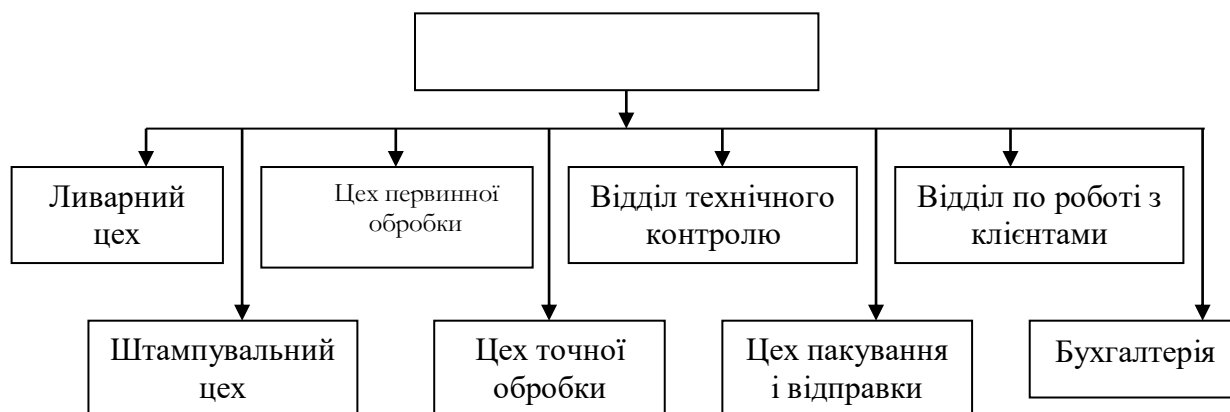 Ливарний
цех
Цех первинної
обробки
Відділ технічного
контролю
Відділ по роботі з
клієнтами
Штампувальний
цех
Цех точної
обробки
Цех пакування
і відправки
Бухгалтерія